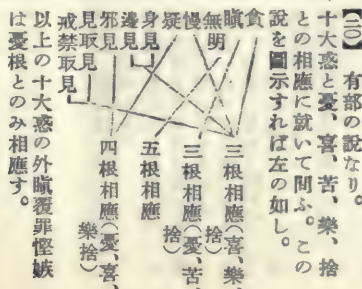 【三〇】 有部の說なり。
十大惑と憂、喜、苦、樂、捨
との相應に就いて問ふ。この
說を圖示すれば左の如し。
貪
瞋
無明
慢
疑
身見
邊見
邪見
見取見
戒禁取見
三根相應(喜、樂、
捨)
三根相應(憂、苦、
捨)
五根相應
四根相應(憂、喜、
樂、捨)
以上の十大惑の外瞋覆罪慳嫉
は憂根とのみ相應す。